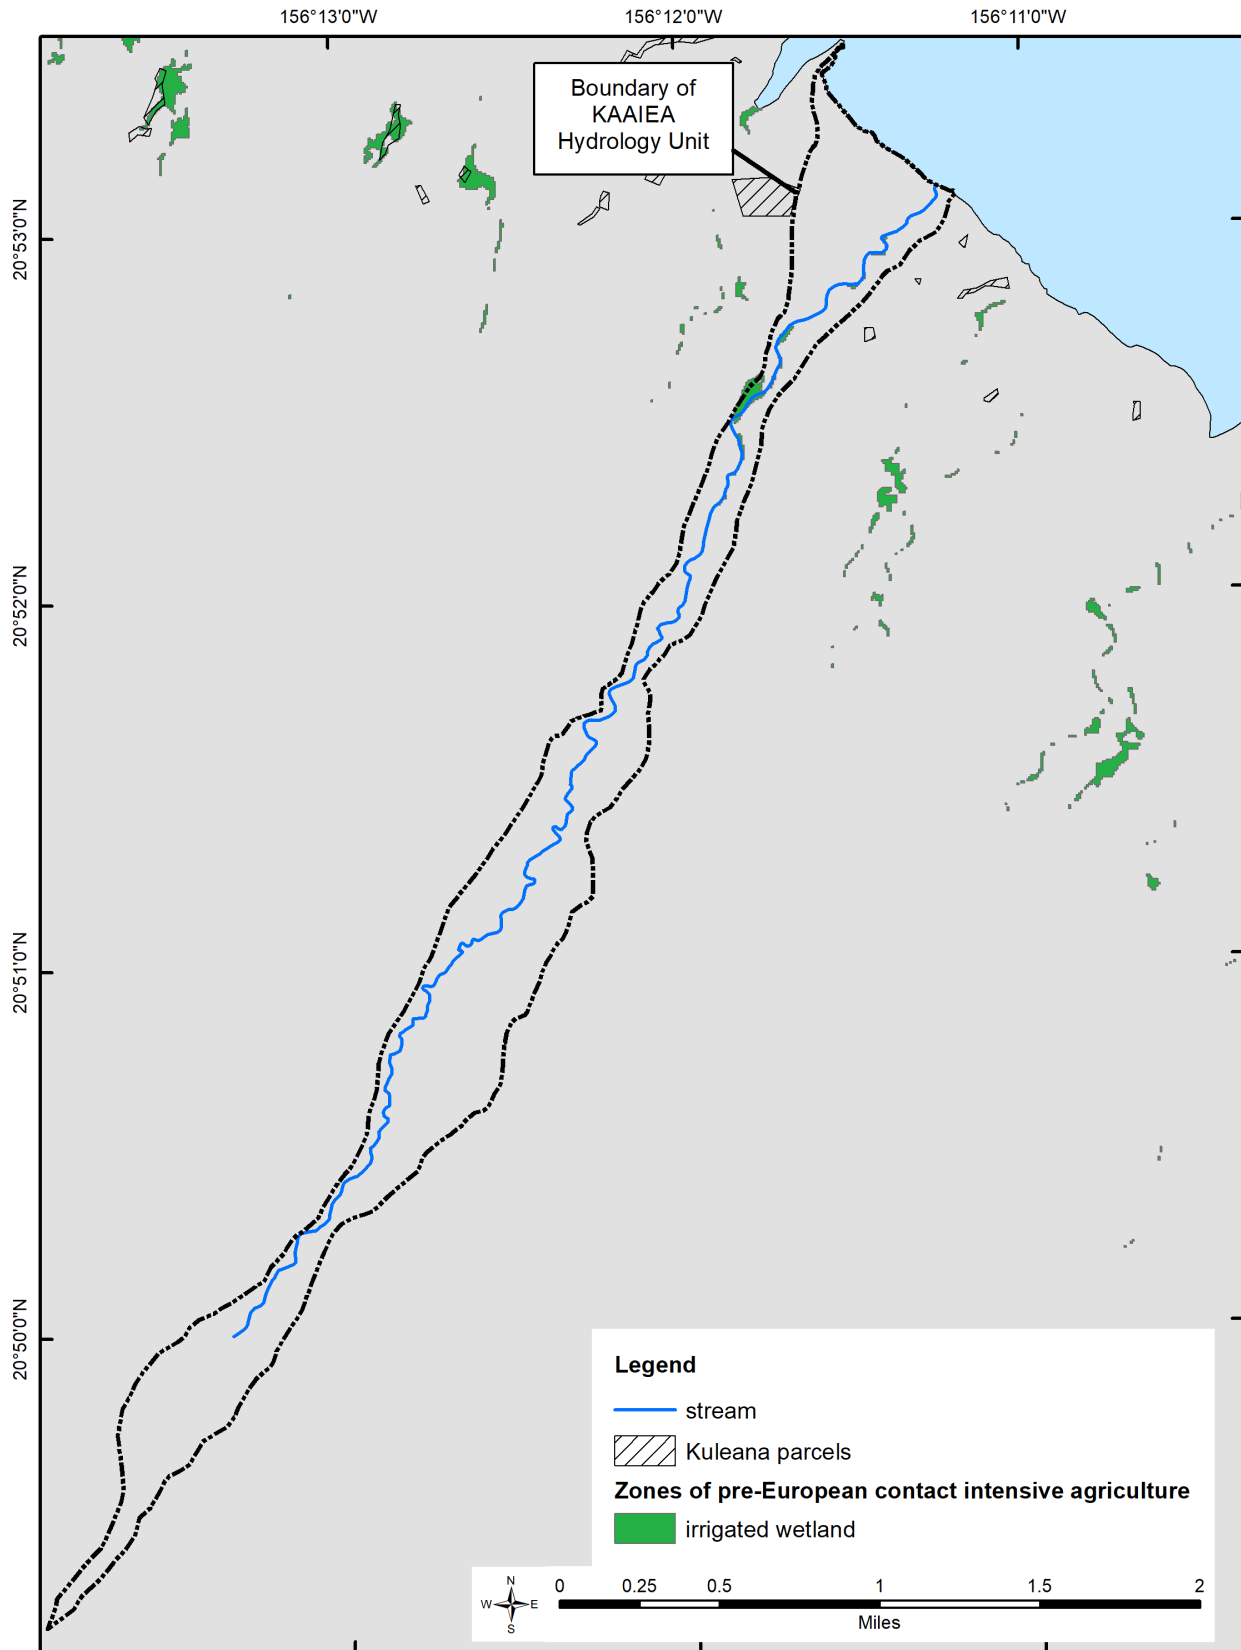 156°13'0"W
156°12'0"W
156°11'0"W
Boundary of
KAAIEA
Hydrology Unit
20°53'0"N
20°52'0"N
20°51'0"N
20°50'0"N
Legend
stream
Kuleana parcels
Zones of pre-European contact intensive agriculture
irrigated wetland
N
W E
S
0 0.25 0.5 1 1.5 2
Miles